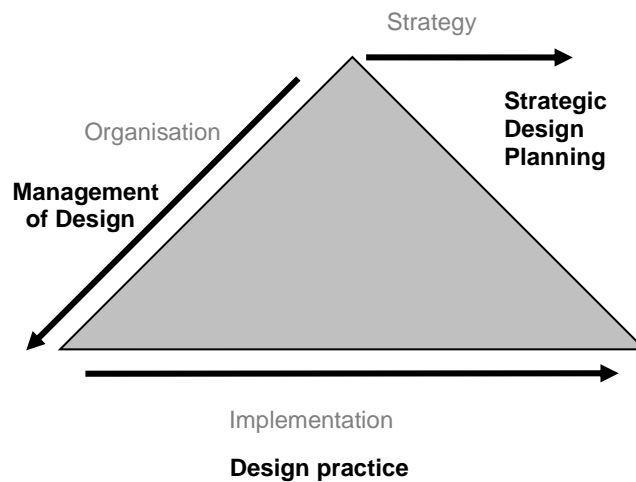 Strategy
Strategic
Design
Planning
Organisation
Management
of Design
Implementation
Design practice